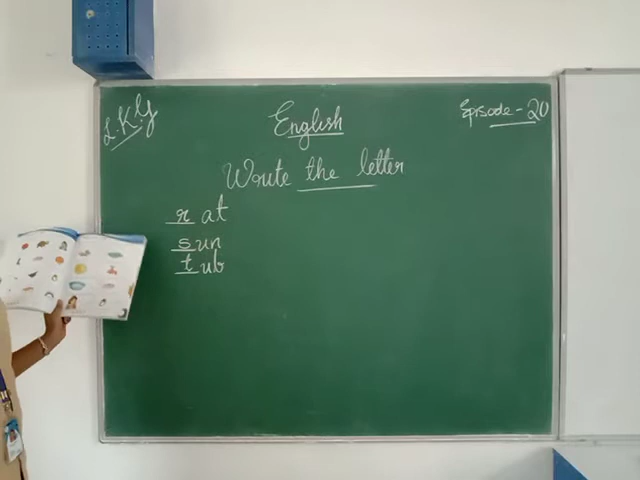 L.K.G
English
Episode - 20
Write the letter
r at
s un
t ub